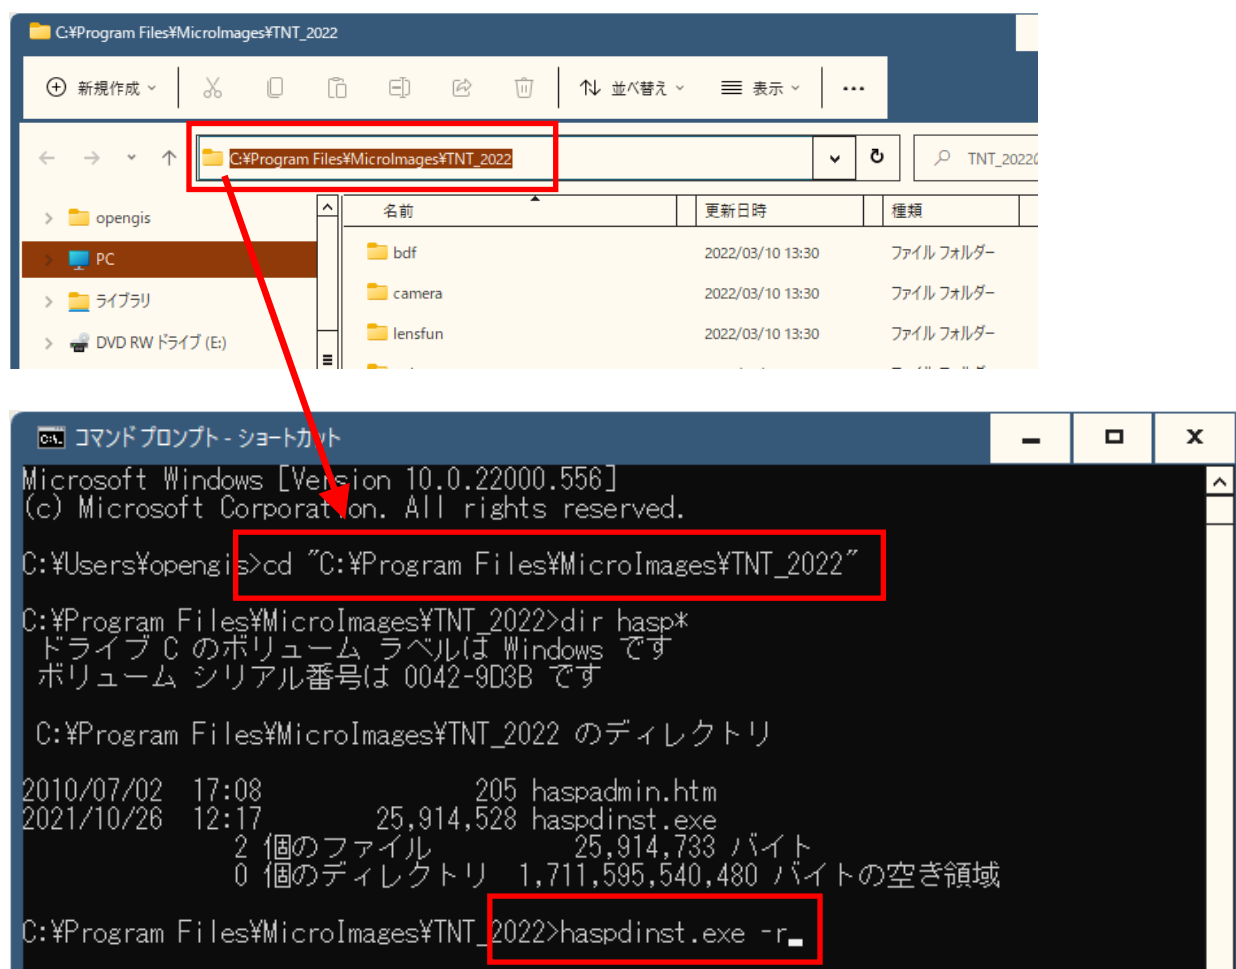 C:¥Program Files¥MicroImages¥TNT_2022
新規作成 並べ替え 表示 ...
C:¥Program Files¥MicroImages¥TNT_2022 TNT_2022
名前 更新日時 種類
opengis
PC
ライブラリ
DVD RW ドライブ (E:)
bdf 2022/03/10 13:30 ファイル フォルダー
camera 2022/03/10 13:30 ファイル フォルダー
lensfun 2022/03/10 13:30 ファイル フォルダー
コマンド プロンプト - ショートカット
Microsoft Windows [Version 10.0.22000.556]
(c) Microsoft Corporation. All rights reserved.
C:¥Users¥opengis>cd "C:¥Program Files¥MicroImages¥TNT_2022"
C:¥Program Files¥MicroImages¥TNT_2022>dir hasp*
ドライブ C のボリューム ラベルは Windows です
ボリューム シリアル番号は 0042-9D3B です
C:¥Program Files¥MicroImages¥TNT_2022 のディレクトリ
2010/07/02 17:08 205 haspadmin.htm
2021/10/26 12:17 25,914,528 haspdinst.exe
2 個のファイル 25,914,733 バイト
0 個のディレクトリ 1,711,595,540,480 バイトの空き領域
C:¥Program Files¥MicroImages¥TNT_2022>haspdinst.exe -r